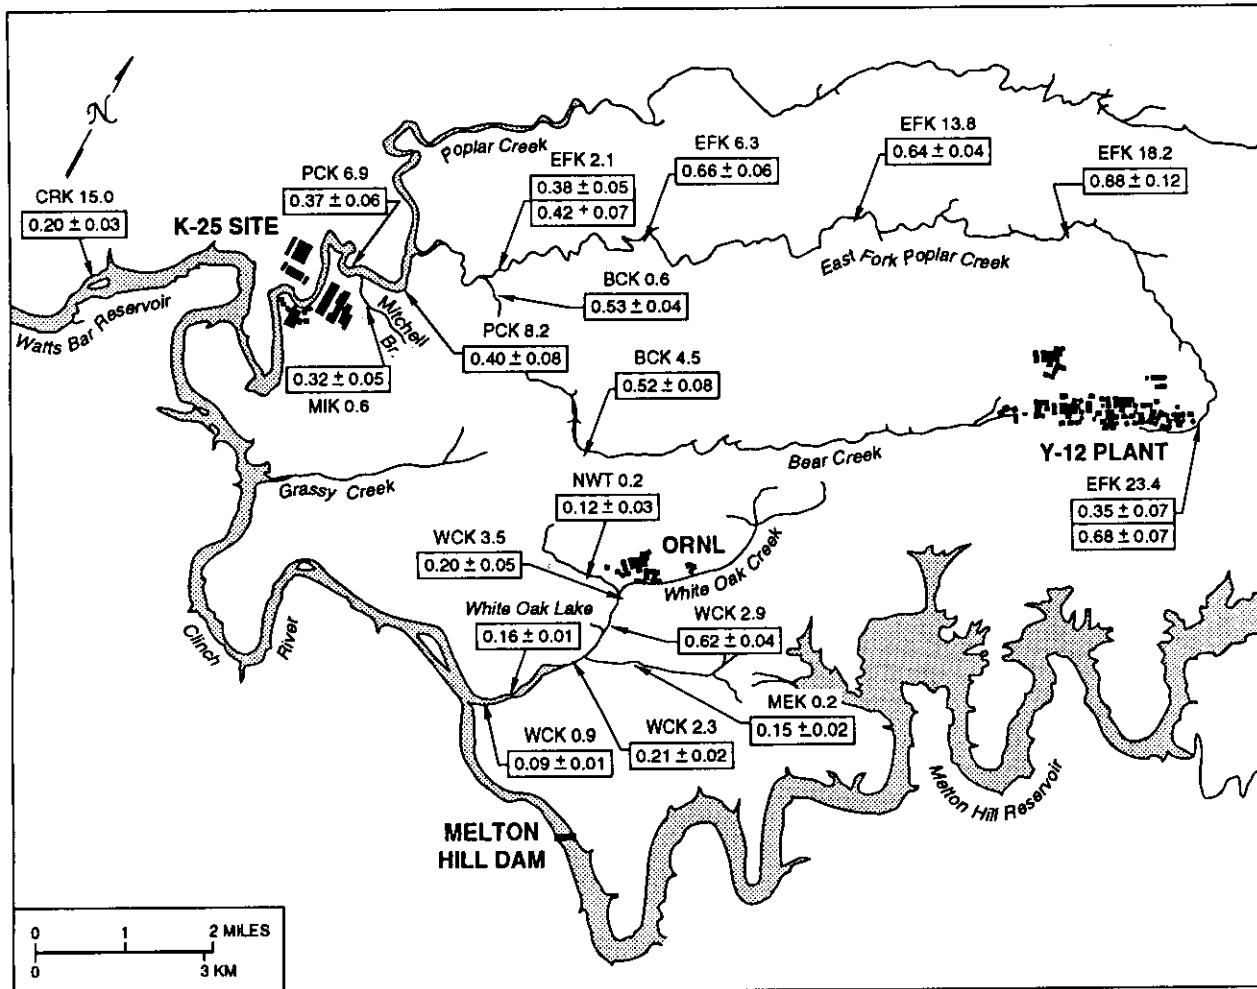 N
Poplar Creek
EFK 13.8
0.64 ± 0.04
EFK 6.3
0.66 ± 0.06
EFK 2.1
0.38 ± 0.05
0.42 + 0.07
EFK 18.2
0.88 ± 0.12
PCK 6.9
0.37 ± 0.06
CRK 15.0
0.20 ± 0.03
K-25 SITE
East Fork Poplar Creek
BCK 0.6
0.53 ± 0.04
Watts Bar Reservoir
Mitchell
Br.
PCK 8.2
0.40 ± 0.08
BCK 4.5
0.52 ± 0.08
0.32 ± 0.05
MIK 0.6
Bear Creek
Y-12 PLANT
EFK 23.4
0.35 ± 0.07
0.68 ± 0.07
Grassy Creek
NWT 0.2
0.12 ± 0.03
ORNL
WCK 3.5
0.20 ± 0.05
White Oak Creek
White Oak Lake
0.16 ± 0.01
WCK 2.9
0.62 ± 0.04
Clinch
River
MEK 0.2
0.15 ± 0.02
WCK 0.9
0.09 ± 0.01
WCK 2.3
0.21 ± 0.02
Melton Hill Reservoir
MELTON
HILL DAM
0 1 2 MILES
0 3 KM